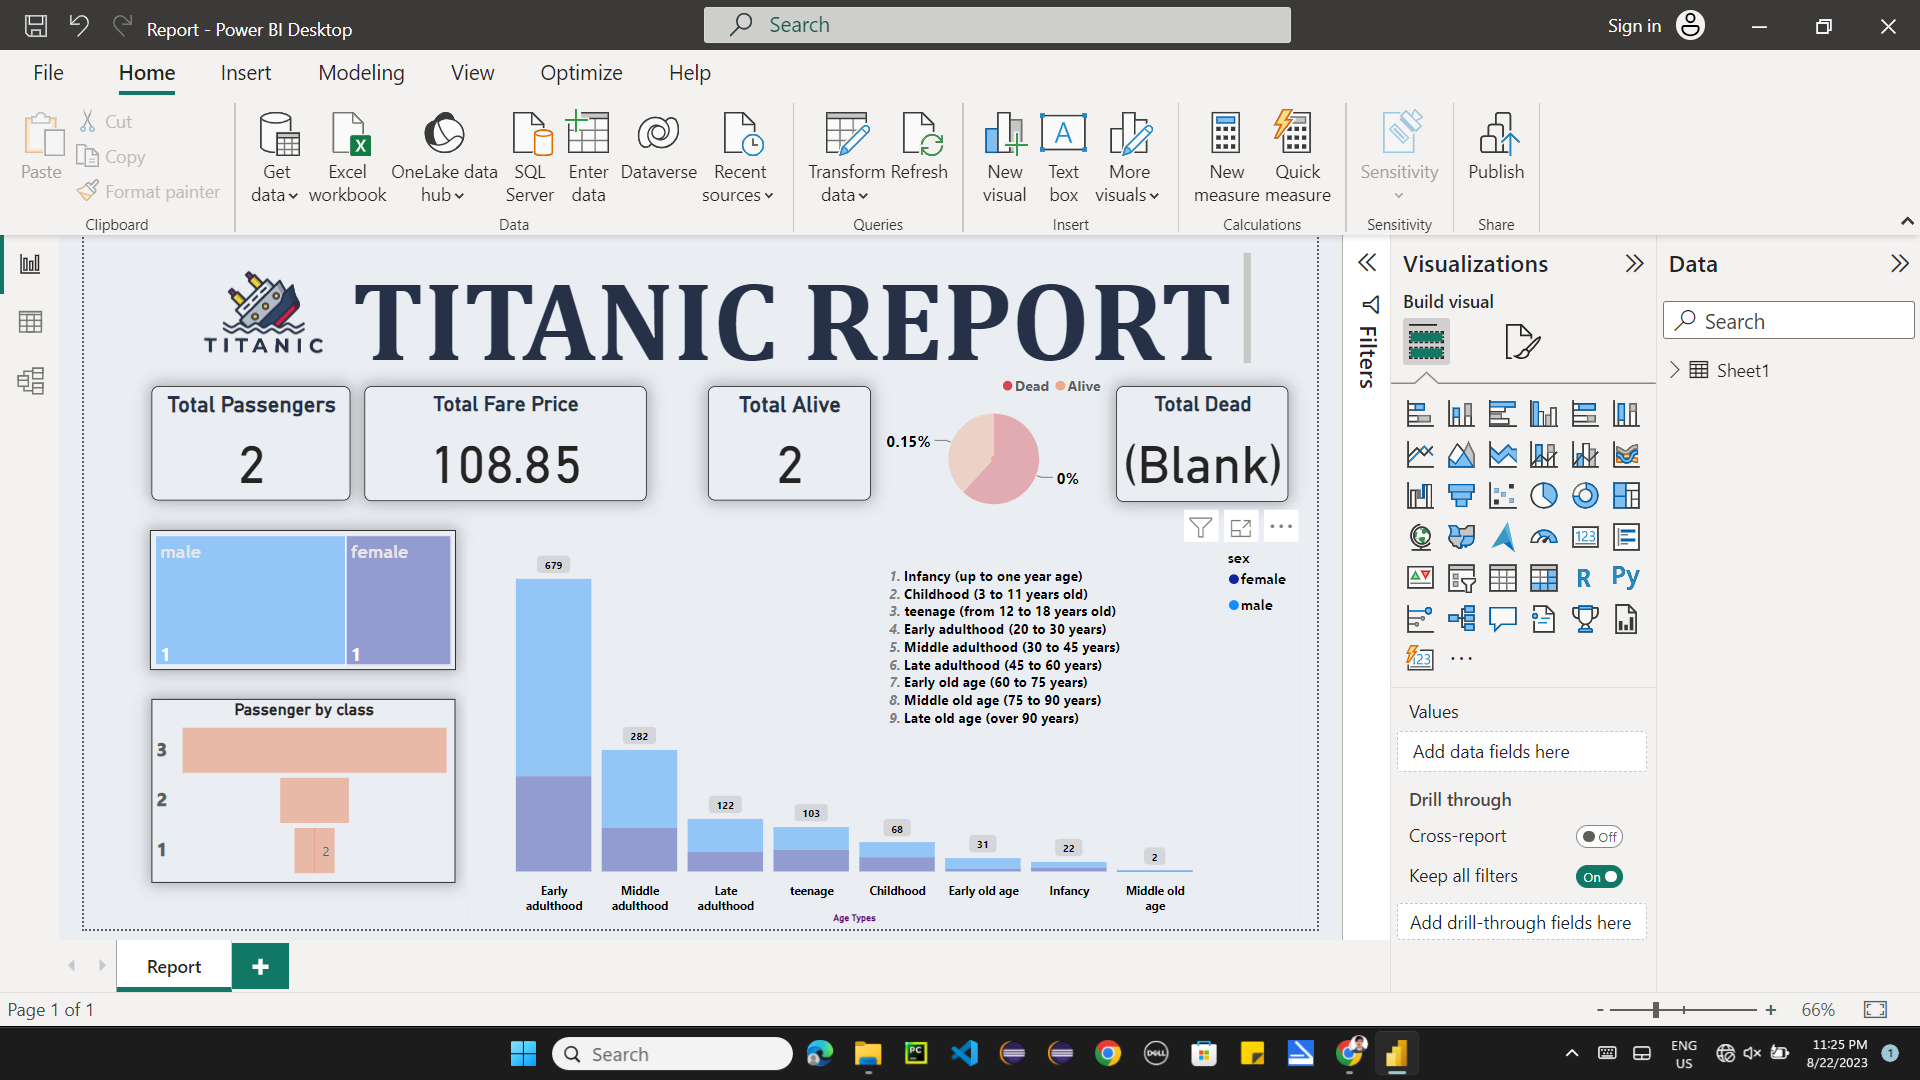 Report - Power BI Desktop
Search
Sign in
File Home Insert Modeling View Optimize Help
Paste
Cut
Copy
Format painter
Clipboard
Get data
Excel workbook
OneLake data hub
SQL Server
Enter data
Dataverse
Recent sources
Data
Transform data
Refresh
Queries
New visual
Text box
More visuals
Insert
New measure
Quick measure
Calculations
Sensitivity
Sensitivity
Publish
Share
TITANIC
TITANIC REPORT
Total Passengers
2
Total Fare Price
108.85
Total Alive
2
Dead Alive
0.15%
0%
Total Dead
(Blank)
male
1
female
1
Passenger by class
3
2
1
2
679
282
122
103
68
31
22
2
1. Infancy (up to one year age)
2. Childhood (3 to 11 years old)
3. teenage (from 12 to 18 years old)
4. Early adulthood (20 to 30 years)
5. Middle adulthood (30 to 45 years)
6. Late adulthood (45 to 60 years)
7. Early old age (60 to 75 years)
8. Middle old age (75 to 90 years)
9. Late old age (over 90 years)
sex
female
male
Early adulthood
Middle adulthood
Late adulthood
teenage
Childhood
Early old age
Infancy
Middle old age
Age Types
Filters
Visualizations
Build visual
123
R
Py
123
Values
Add data fields here
Drill through
Cross-report
Off
Keep all filters
On
Add drill-through fields here
Data
Search
Sheet1
Report
Page 1 of 1
66%
Search
PC
DELL
ENG
US
11:25 PM
8/22/2023
1